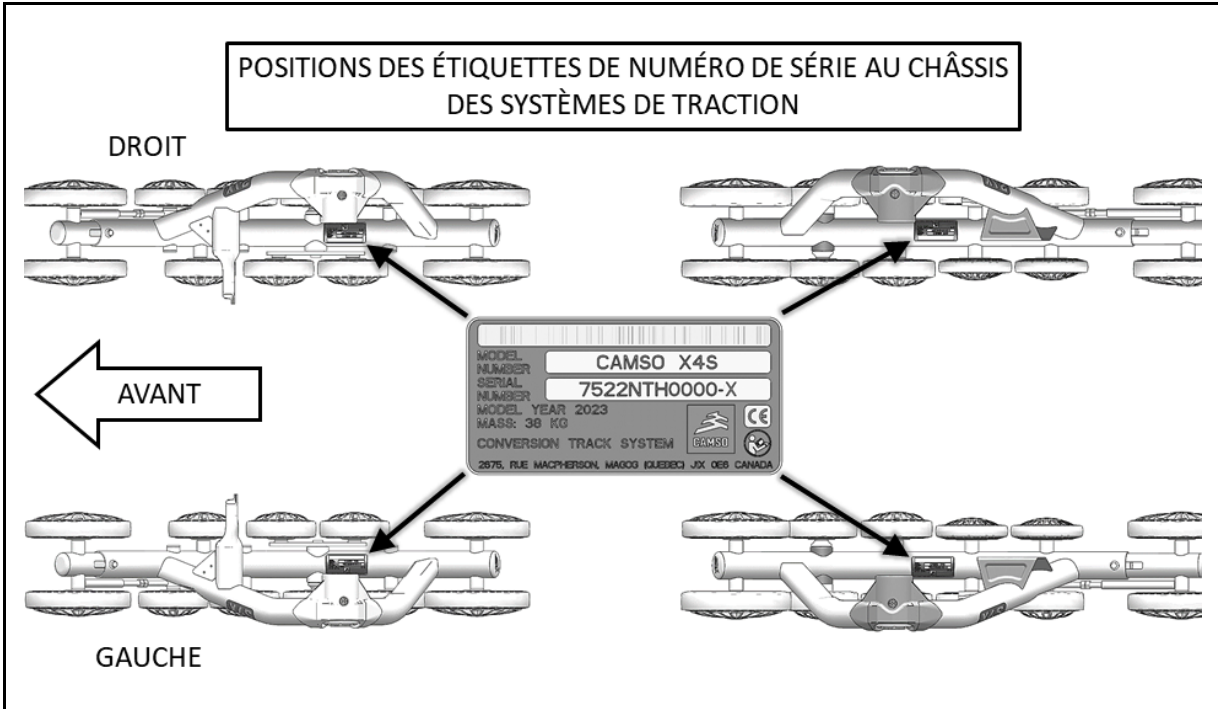 POSITIONS DES ÉTIQUETTES DE NUMÉRO DE SÉRIE AU CHÂSSIS
DES SYSTÈMES DE TRACTION
DROIT
AVANT
MODEL
NUMBER
CAMSO X4S
SERIAL
NUMBER
7522NTH0000-X
MODEL YEAR 2023
MASS: 38 KG
CONVERSION TRACK SYSTEM
CAMSO
CE
2675, RUE MACPHERSON, MAGOG (QUEBEC) J1X 0E6 CANADA
GAUCHE